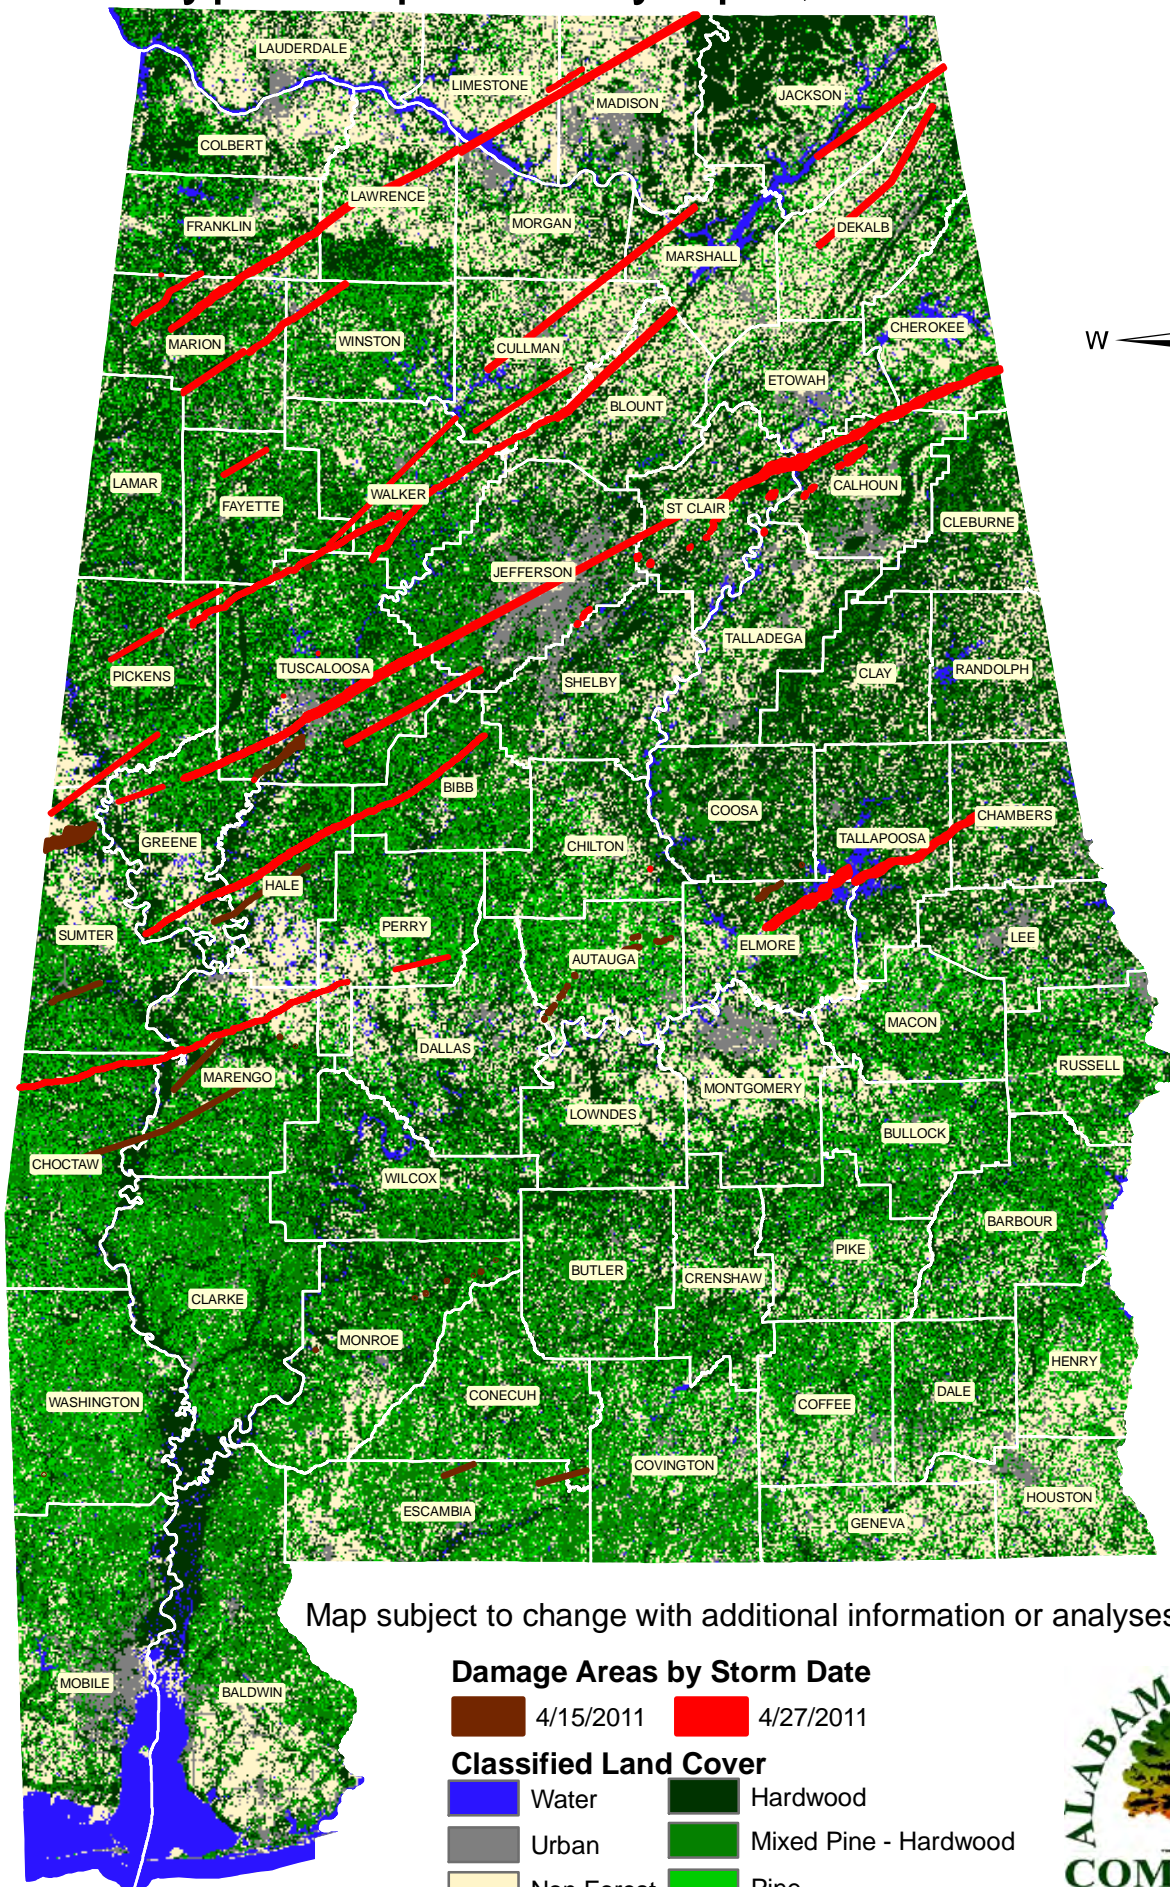 LAUDERDALE
LIMESTONE
MADISON
JACKSON
COLBERT
LAWRENCE
FRANKLIN
MORGAN
DEKALB
MARSHALL
CHEROKEE
W
MARION
WINSTON
CULLMAN
ETOWAH
BLOUNT
LAMAR
FAYETTE
WALKER
ST CLAIR
CALHOUN
CLEBURNE
JEFFERSON
TALLADEGA
PICKENS
TUSCALOOSA
SHELBY
CLAY
RANDOLPH
BIBB
COOSA
CHAMBERS
GREENE
CHILTON
TALLAPOOSA
HALE
SUMTER
PERRY
ELMORE
LEE
AUTAUGA
MACON
DALLAS
RUSSELL
MARENGO
MONTGOMERY
LOWNDES
BULLOCK
CHOCTAW
WILCOX
BARBOUR
PIKE
BUTLER
CRENSHAW
CLARKE
MONROE
HENRY
WASHINGTON
CONECUH
COFFEE
DALE
COVINGTON
HOUSTON
ESCAMBIA
GENEVA
Map subject to change with additional information or analyses
MOBILE
BALDWIN
Damage Areas by Storm Date
4/15/2011
4/27/2011
Classified Land Cover
Water
Hardwood
Urban
Mixed Pine - Hardwood
Non Forest
Pine
ALABAM
COM